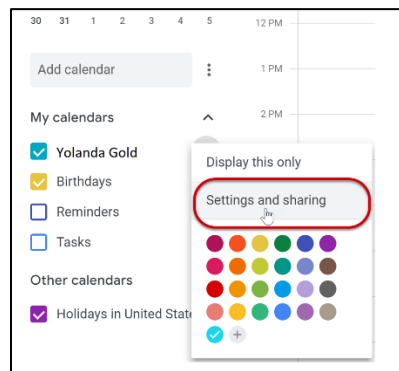 30 31 1 2 3 4 5
12 PM
Add calendar
1 PM
My calendars
2 PM
Yolanda Gold
Display this only
Birthdays
Settings and sharing
Reminders
Tasks
Other calendars
Holidays in United State